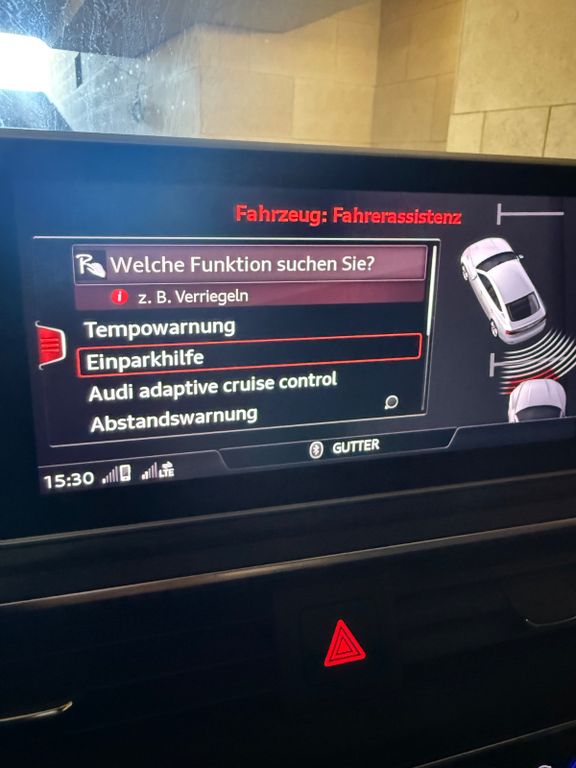 Fahrzeug: Fahrerassistenz
Welche Funktion suchen Sie?
i z. B. Verriegeln
Tempowarnung
Einparkhilfe
Audi adaptive cruise control
Abstandswarnung
GUTTER
15:30 LTE